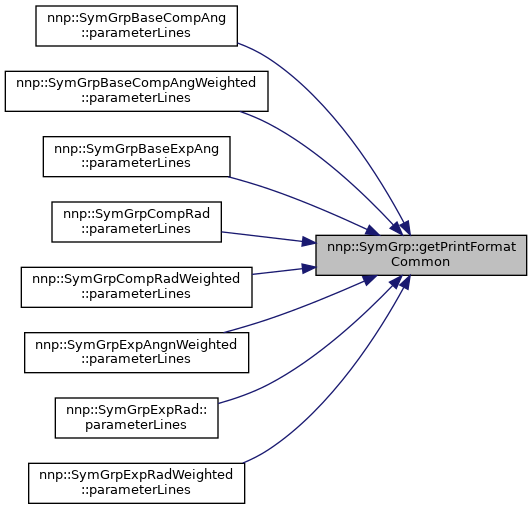 nnp::SymGrpBaseCompAng
::parameterLines
nnp::SymGrpBaseCompAngWeighted
::parameterLines
nnp::SymGrpBaseExpAng
::parameterLines
nnp::SymGrpCompRad
::parameterLines
nnp::SymGrp::getPrintFormat
Common
nnp::SymGrpCompRadWeighted
::parameterLines
nnp::SymGrpExpAngnWeighted
::parameterLines
nnp::SymGrpExpRad::
parameterLines
nnp::SymGrpExpRadWeighted
::parameterLines